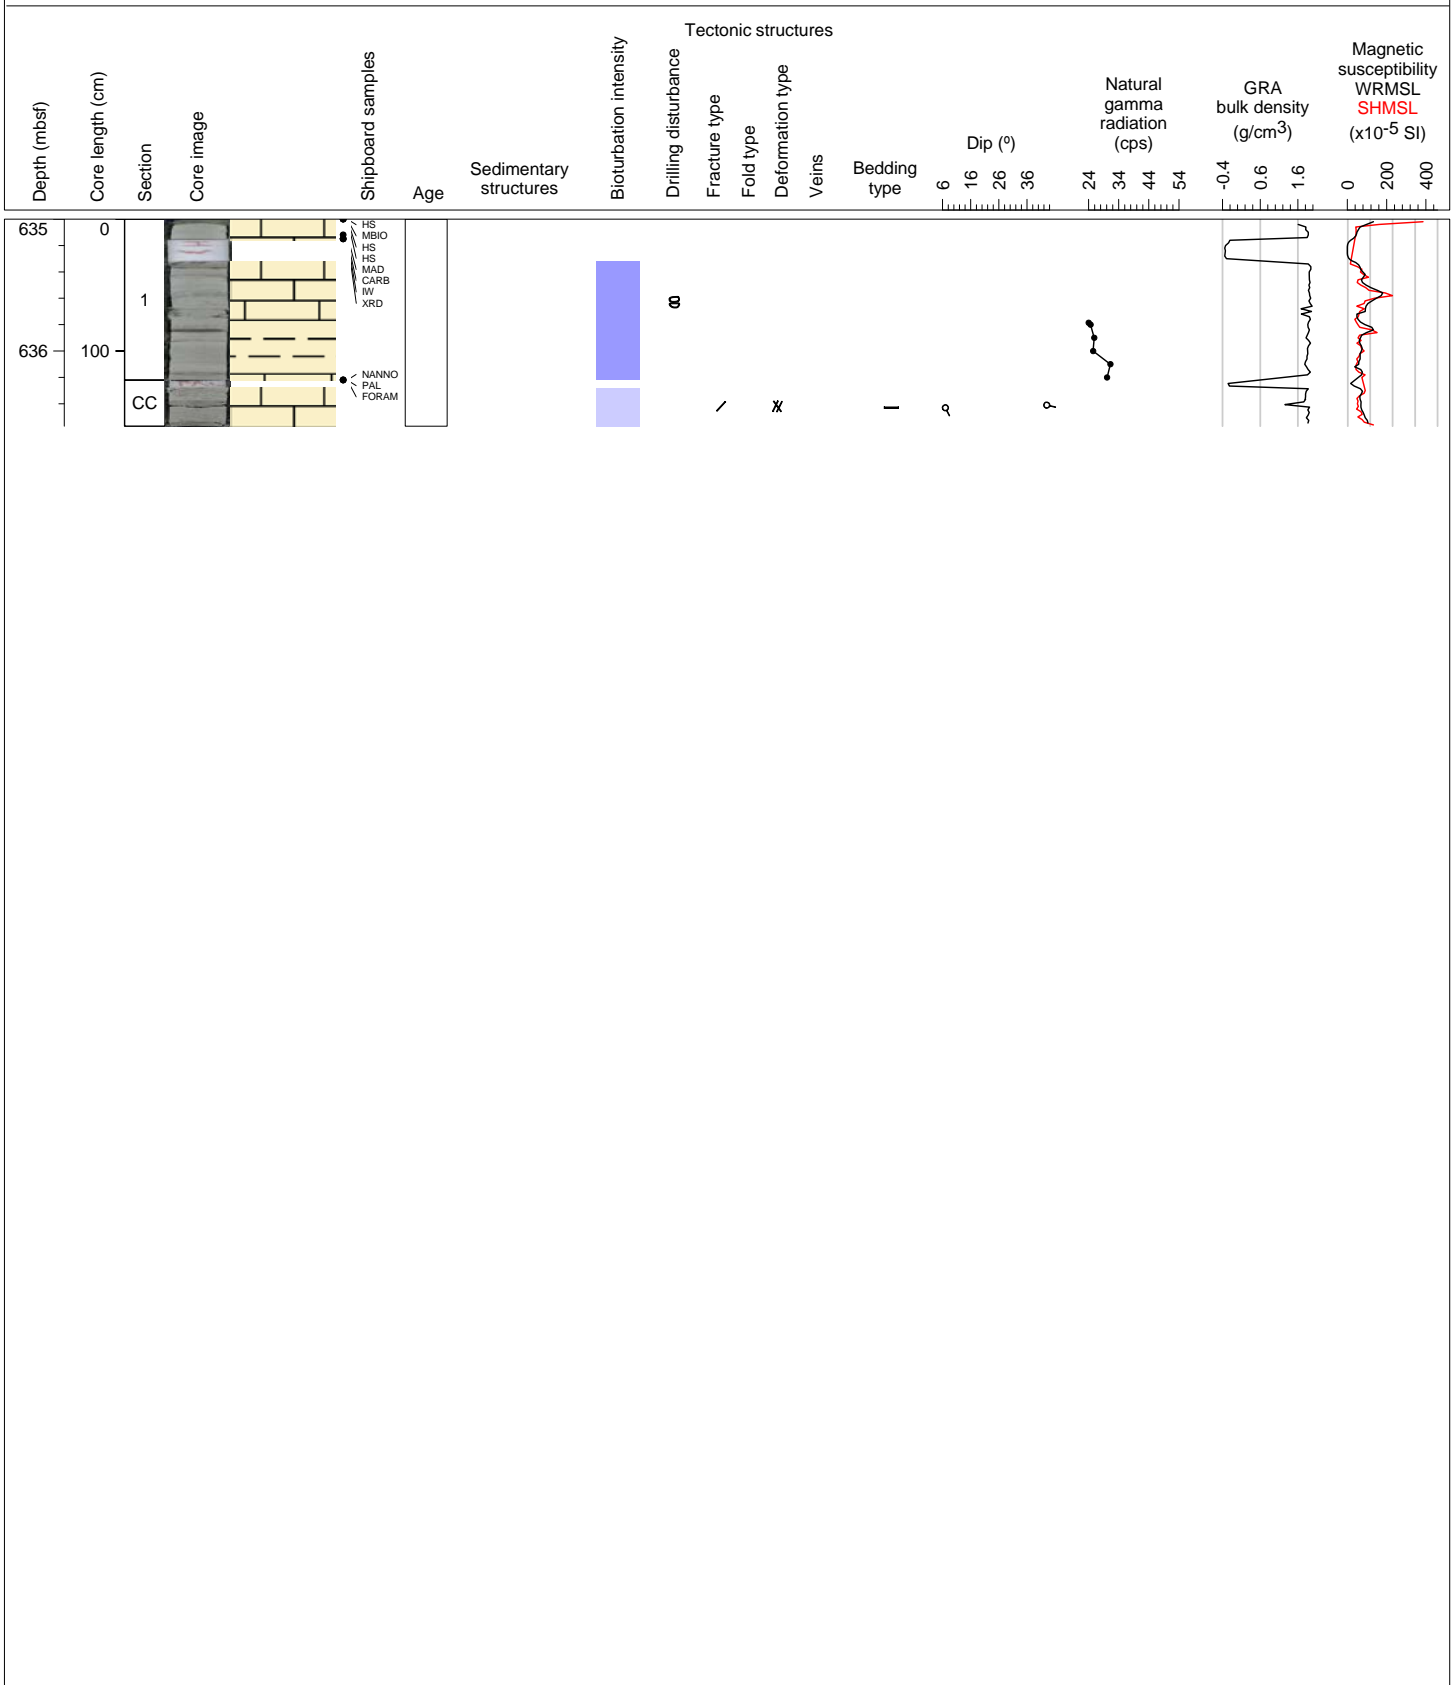 Tectonic structures
Depth (mbsf)
Core length (cm)
Section
Core image
Shipboard samples
Age
Sedimentary
structures
Bioturbation intensity
Drilling disturbance
Fracture type
Fold type
Deformation type
Veins
Bedding
type
Dip (º)
6 16 26 36
Natural
gamma
radiation
(cps)
24 34 44 54
GRA
bulk density
(g/cm3)
-0.4 0.6 1.6
Magnetic
susceptibility
WRMSL
SHMSL
(x10-5 SI)
0 200 400
635 0
HS
MBIO
HS
HS
MAD
CARB
IW
XRD
1
636 100
NANNO
PAL
FORAM
CC